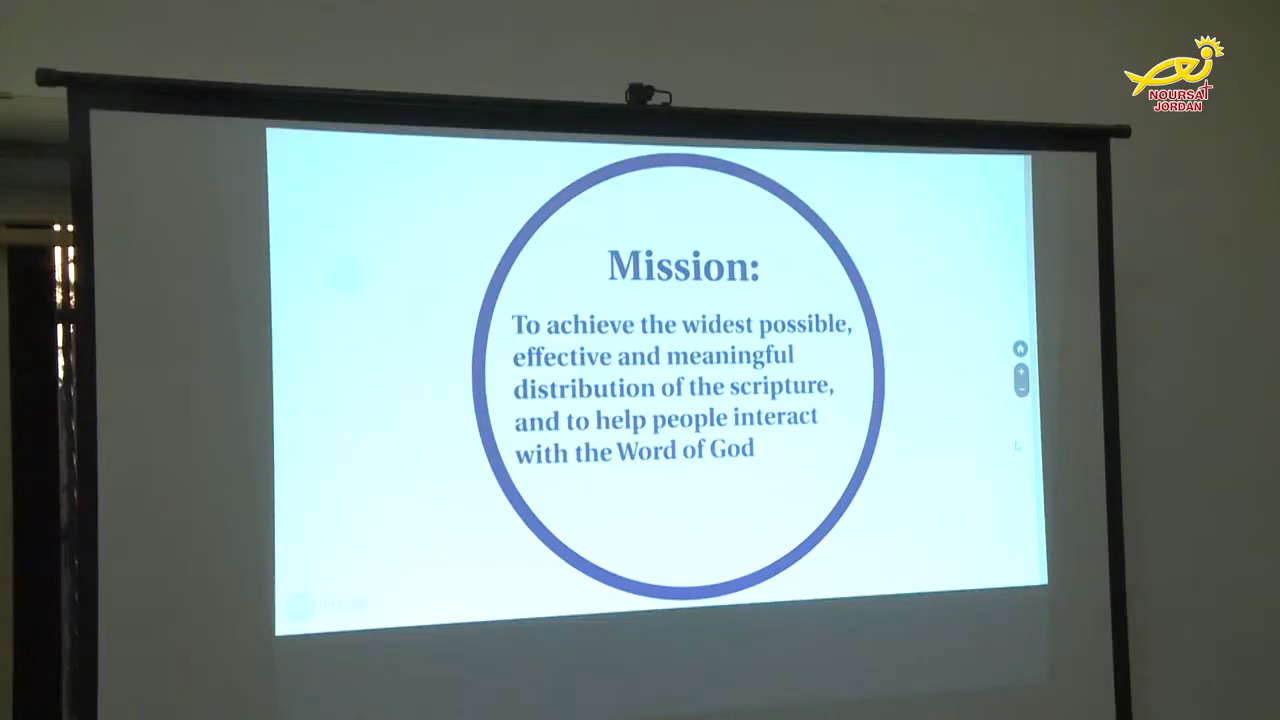 NOURSAT
JORDAN
Mission:
To achieve the widest possible,
effective and meaningful
distribution of the scripture,
and to help people interact
with the Word of God